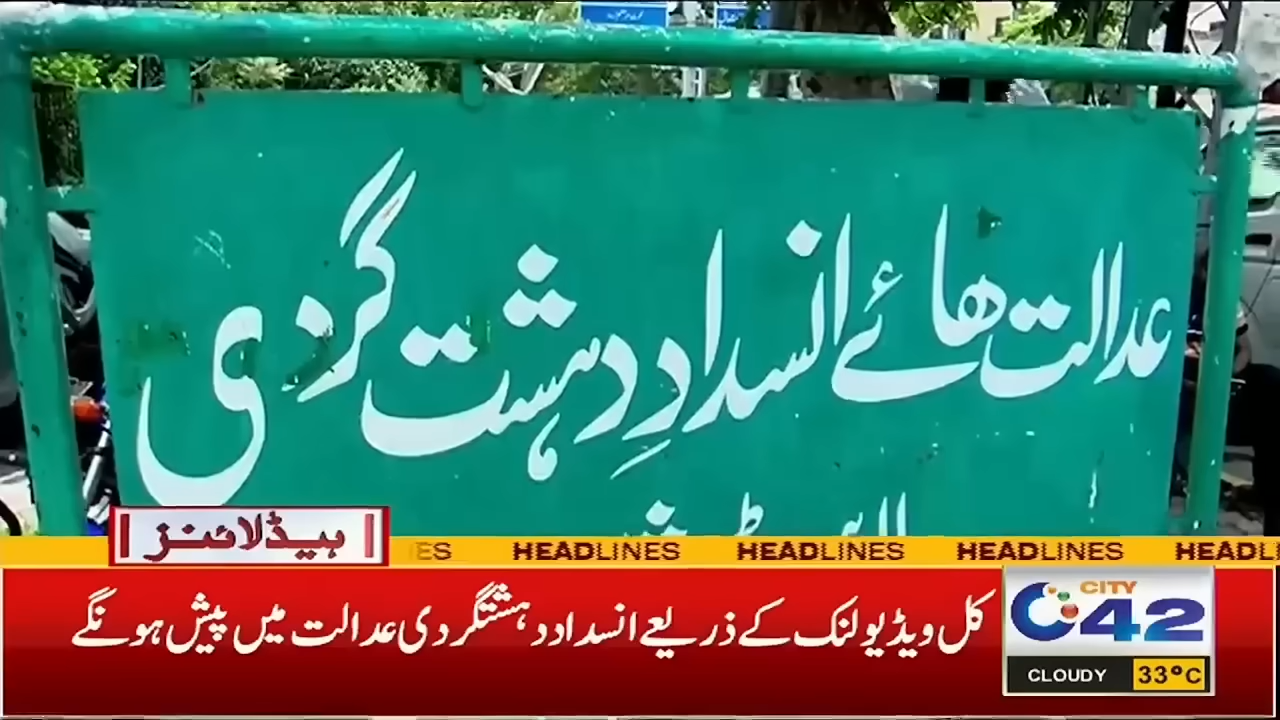 عدالت ھائے انسدادِ دہشت گردی
ہیڈلائنز
HEADLINES HEADLINES HEADLINES
کل ویڈیو لنک کے ذریعے انسداد دہشتگردی عدالت میں پیش ہونگے
CITY
42
CLOUDY 33°C